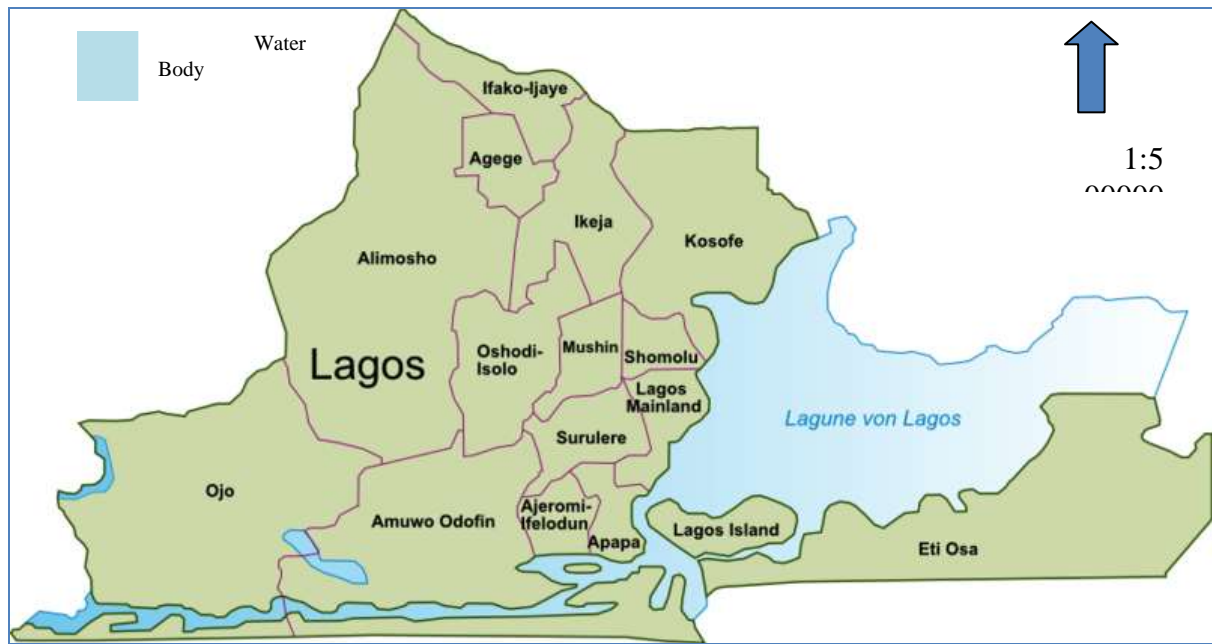 Water
Body
1:5
00000
Ifako-Ijaye
Agege
Ikeja
Kosofe
Alimosho
Lagos
Oshodi-
Isolo
Mushin
Shomolu
Lagos
Mainland
Surulere
Lagune von Lagos
Ojo
Amuwo Odofin
Ajeromi-
Ifelodun
Apapa
Lagos Island
Eti Osa